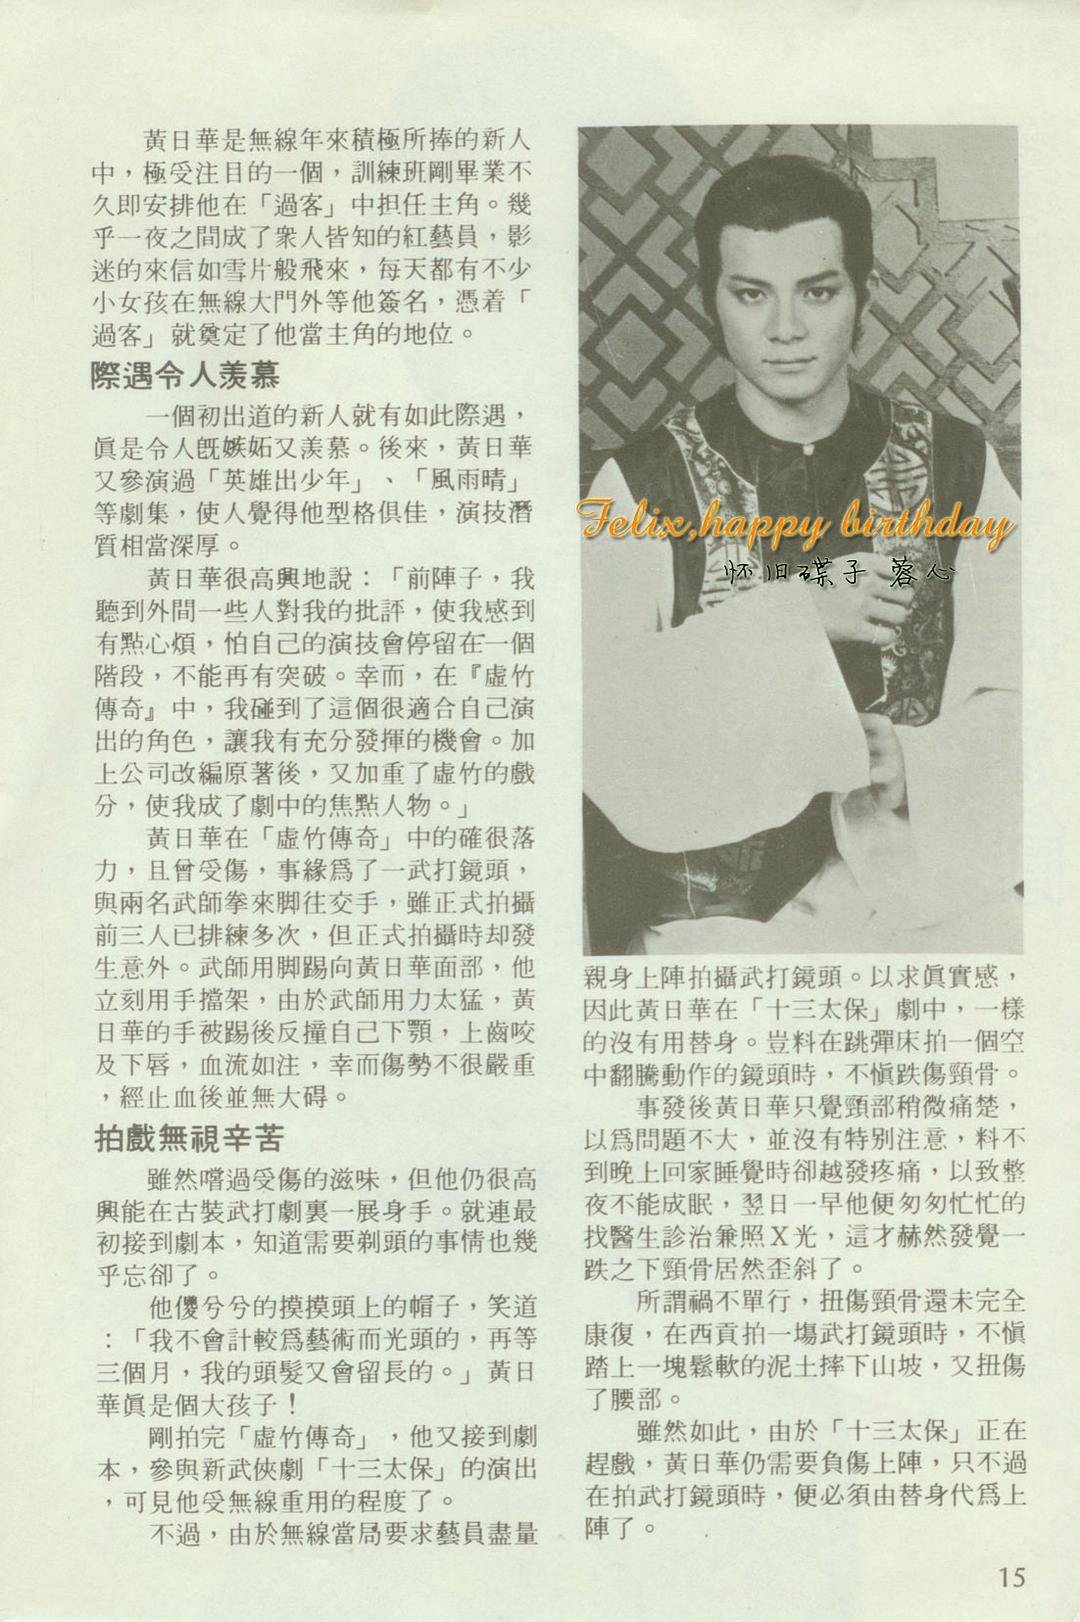 黃日華是無線年來積極所捧的新人
中，極受注目的一個，訓練班剛畢業不
久即安排他在「過客」中担任主角。幾
乎一夜之間成了衆人皆知的紅藝員，影
迷的來信如雪片般飛來，每天都有不少
小女孩在無線大門外等他簽名，憑着「
過客」就奠定了他當主角的地位。
際遇令人羨慕
一個初出道的新人就有如此際遇，
眞是令人旣嫉妬又羨慕。後來，黃日華
又參演過「英雄出少年」、「風雨晴」
等劇集，使人覺得他型格俱佳，演技潛
質相當深厚。
黃日華很高興地說：「前陣子，我
聽到外間一些人對我的批評，使我感到
有點心煩，怕自己的演技會停留在一個
階段，不能再有突破。幸而，在『虛竹
傳奇』中，我碰到了這個很適合自己演
出的角色，讓我有充分發揮的機會。加
上公司改編原著後，又加重了虛竹的戲
分，使我成了劇中的焦點人物。」
黃日華在「虛竹傳奇」中的確很落
力，且曾受傷，事緣爲了一武打鏡頭，
與兩名武師拳來脚往交手，雖正式拍攝
前三人已排練多次，但正式拍攝時却發
生意外。武師用脚踢向黃日華面部，他
立刻用手擋架，由於武師用力太猛，黃
日華的手被踢後反撞自己下顎，上齒咬
及下唇，血流如注，幸而傷勢不很嚴重
，經止血後並無大碍。
拍戲無視辛苦
雖然嚐過受傷的滋味，但他仍很高
興能在古裝武打劇裏一展身手。就連最
初接到劇本，知道需要剃頭的事情也幾
乎忘卻了。
他儍兮兮的摸摸頭上的帽子，笑道
：「我不會計較爲藝術而光頭的，再等
三個月，我的頭髮又會留長的。」黃日
華眞是個大孩子！
剛拍完「虛竹傳奇」，他又接到劇
本，參與新武俠劇「十三太保」的演出
，可見他受無線重用的程度了。
不過，由於無線當局要求藝員盡量
Felix,happy birthday
怀旧碟子 蓉心
親身上陣拍攝武打鏡頭。以求眞實感，
因此黃日華在「十三太保」劇中，一樣
的沒有用替身。豈料在跳彈床拍一個空
中翻騰動作的鏡頭時，不愼跌傷頸骨。
事發後黃日華只覺頸部稍微痛楚，
以爲問題不大，並沒有特别注意，料不
到晚上回家睡覺時卻越發疼痛，以致整
夜不能成眠，翌日一早他便匆匆忙忙的
找醫生診治兼照X光，這才赫然發覺一
跌之下頸骨居然歪斜了。
所謂禍不單行，扭傷頸骨還未完全
康復，在西貢拍一場武打鏡頭時，不愼
踏上一塊鬆軟的泥土摔下山坡，又扭傷
了腰部。
雖然如此，由於「十三太保」正在
趕戲，黃日華仍需要負傷上陣，只不過
在拍武打鏡頭時，便必須由替身代爲上
陣了。
15